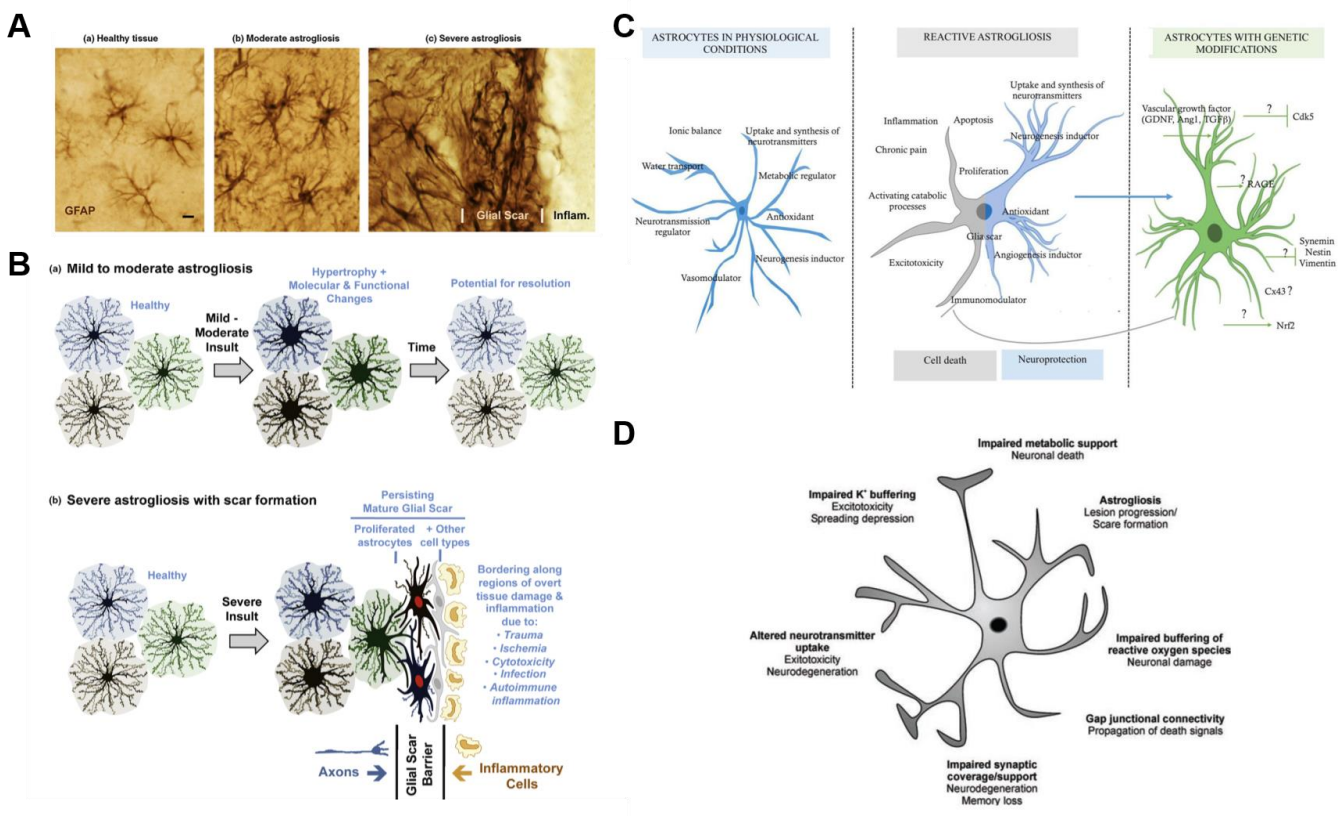 A
(a) Healthy tissue
(b) Moderate astrogliosis
(c) Severe astrogliosis
GFAP
Glial Scar
Inflam.
B
(a) Mild to moderate astrogliosis
Healthy
Mild -
Moderate
Insult
Hypertrophy +
Molecular & Functional
Changes
Time
Potential for resolution
(b) Severe astrogliosis with scar formation
Healthy
Severe
Insult
Persisting
Mature Glial Scar
Proliferated
astrocytes
+ Other
cell types
Bordering along
regions of overt
tissue damage &
inflammation
due to:
• Trauma
• Ischemia
• Cytotoxicity
• Infection
• Autoimmune
inflammation
Axons
Glial Scar
Barrier
Inflammatory
Cells
C
ASTROCYTES IN PHYSIOLOGICAL
CONDITIONS
Ionic balance
Uptake and synthesis of
neurotransmitters
Water transport
Metabolic regulator
Neurotransmission
regulator
Antioxidant
Neurogenesis inductor
Vasomodulator
REACTIVE ASTROGLIOSIS
Uptake and synthesis of
neurotransmitters
Inflammation
Apoptosis
Neurogenesis inductor
Chronic pain
Proliferation
Activating catabolic
processes
Antioxidant
Glia scar
Angiogenesis inductor
Excitotoxicity
Immunomodulator
Cell death
Neuroprotection
ASTROCYTES WITH GENETIC
MODIFICATIONS
Vascular growth factor
(GDNF, Ang1, TGFβ)
?
Cdk5
?
RAGE
?
Synemin
Nestin
Vimentin
Cx43 ?
?
Nrf2
D
Impaired metabolic support
Neuronal death
Impaired K⁺ buffering
Excitotoxicity
Spreading depression
Astrogliosis
Lesion progression/
Scare formation
Altered neurotransmitter
uptake
Exitotoxicity
Neurodegeneration
Impaired buffering of
reactive oxygen species
Neuronal damage
Gap junctional connectivity
Propagation of death signals
Impaired synaptic
coverage/support
Neurodegeneration
Memory loss